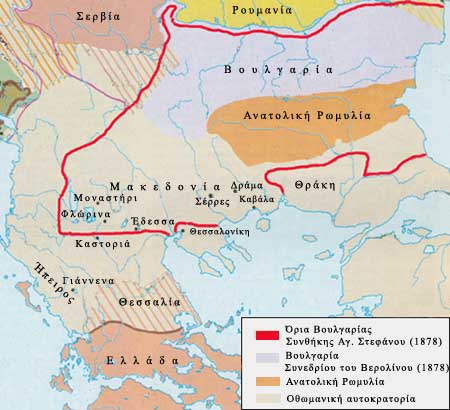 Σερβία
Ρουμανία
Βουλγαρία
Ανατολική Ρωμυλία
Μακεδονία
Δράμα
Θράκη
Μοναστήρι
Σέρρες
Καβάλα
Φλώρινα
Έδεσσα
Θεσσαλονίκη
Καστοριά
Ήπειρος
Γιάννενα
Θεσσαλία
Ελλάδα
Όρια Βουλγαρίας
Συνθήκης Αγ. Στεφάνου (1878)
Βουλγαρία
Συνεδρίου του Βερολίνου (1878)
Ανατολική Ρωμυλία
Οθωμανική αυτοκρατορία